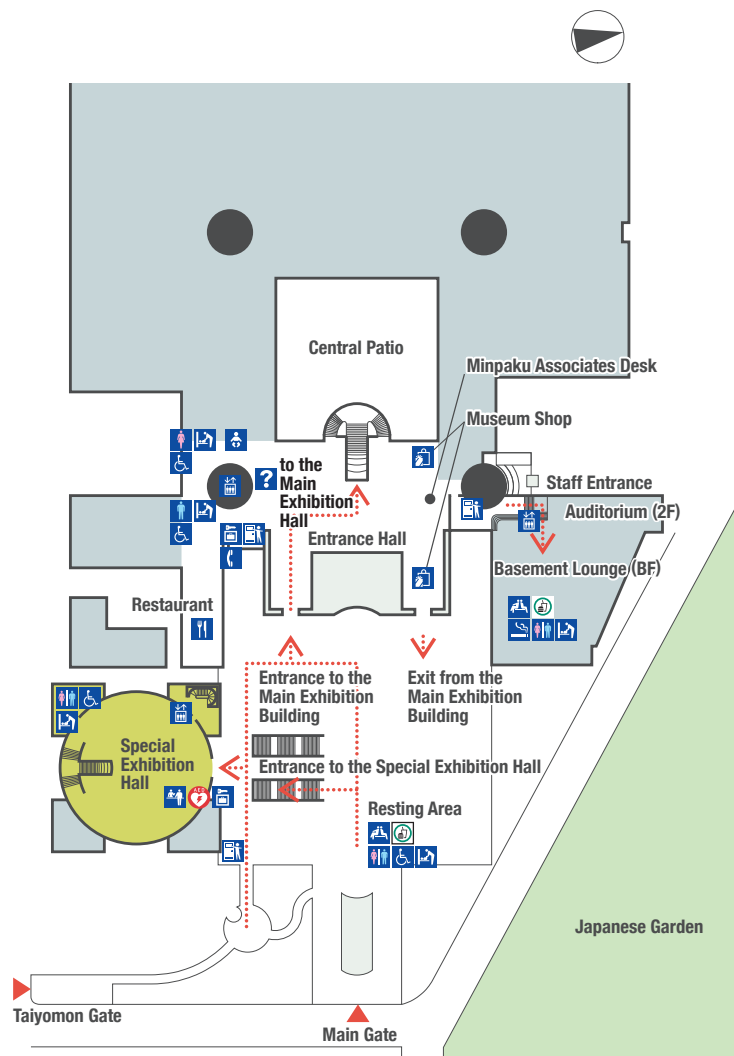 Central Patio
Minpaku Associates Desk
Museum Shop
?
to the
Main
Exhibition
Hall
Staff Entrance
Auditorium (2F)
Entrance Hall
Basement Lounge (BF)
Restaurant
Entrance to the
Main Exhibition
Building
Exit from the
Main Exhibition
Building
Special
Exhibition
Hall
Entrance to the Special Exhibition Hall
AED
Resting Area
Japanese Garden
Taiyomon Gate
Main Gate